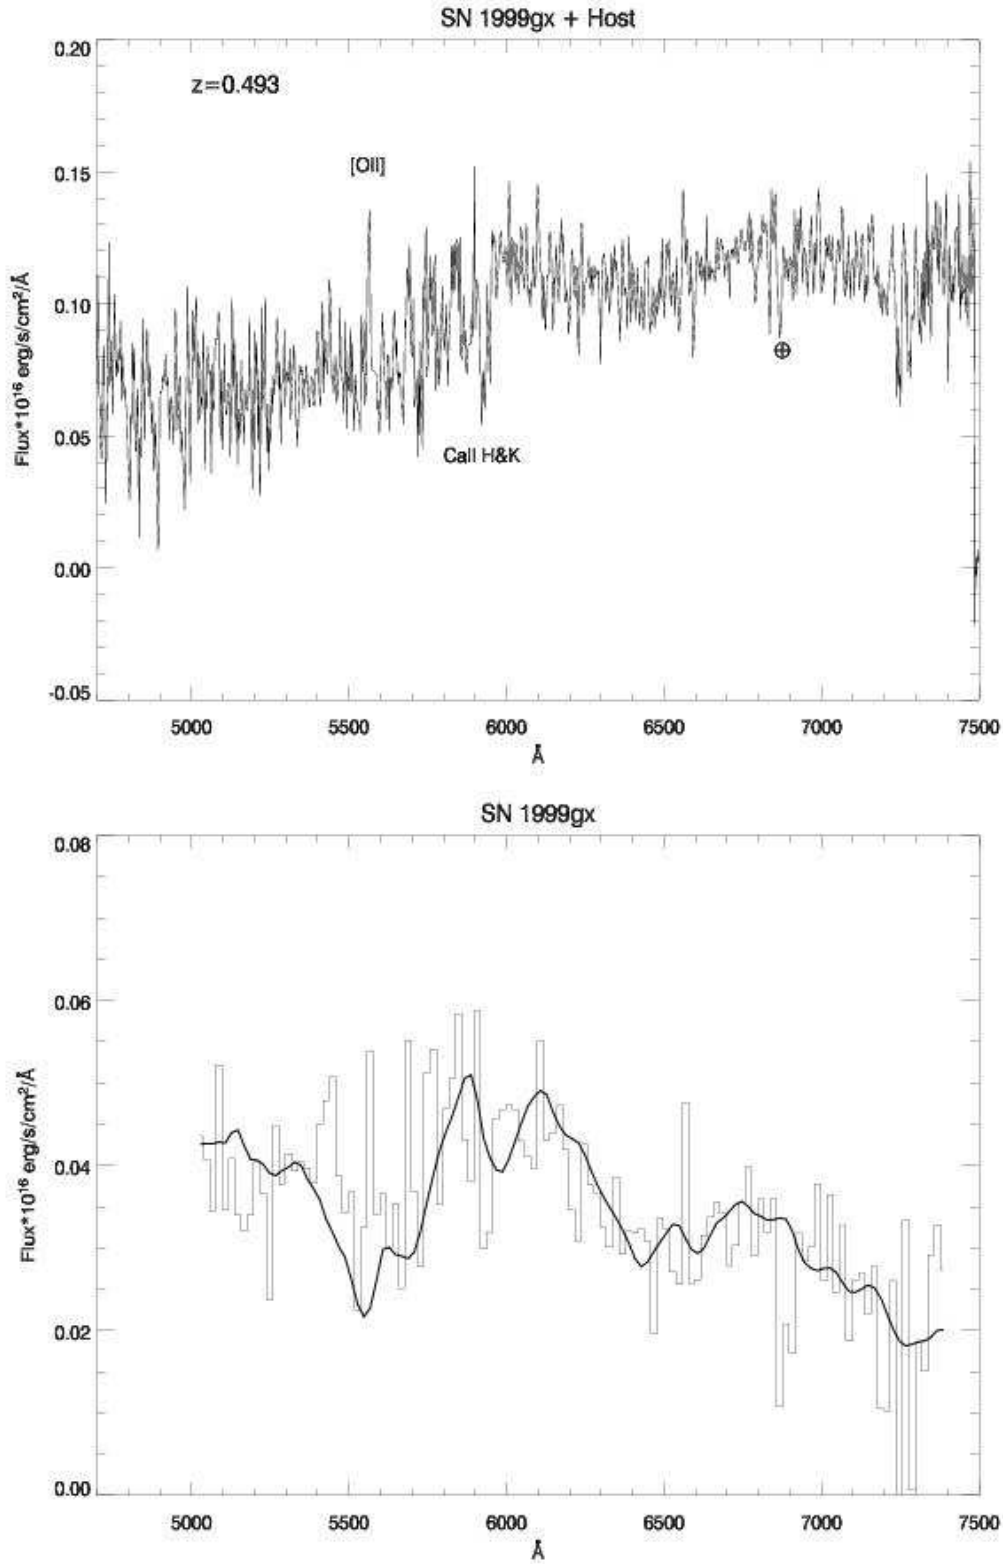 SN 1999gx + Host
0.20
z=0.493
[OII]
0.15
0.10
0.05
CaII H&K
⊕
0.00
-0.05
Flux*10¹⁶ erg/s/cm²/Å
5000 5500 6000 6500 7000 7500
Å
SN 1999gx
0.08
0.06
0.04
0.02
0.00
Flux*10¹⁶ erg/s/cm²/Å
5000 5500 6000 6500 7000 7500
Å